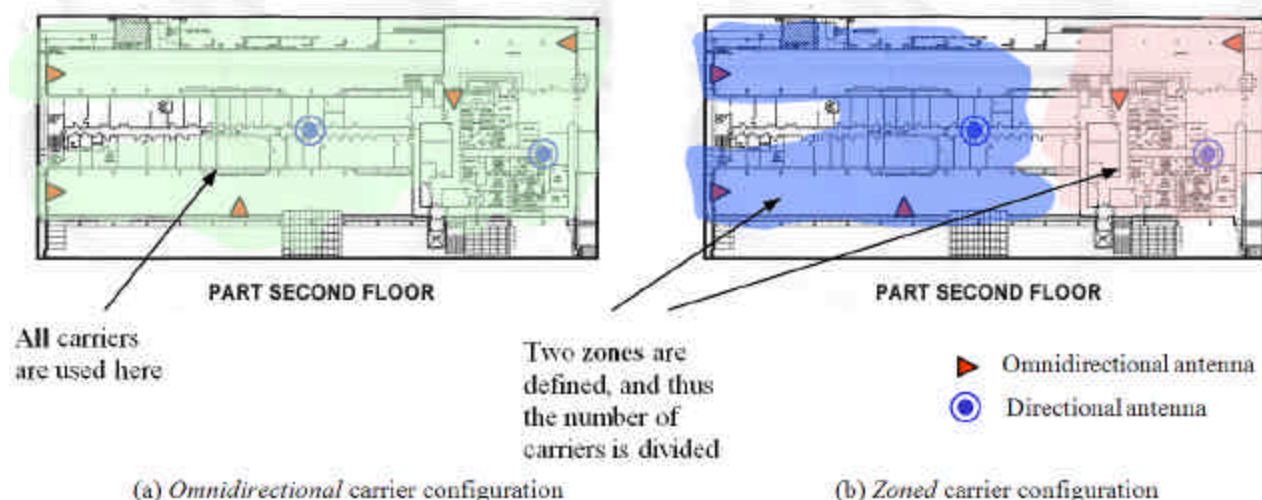 PART SECOND FLOOR
PART SECOND FLOOR
All carriers
are used here
Two zones are
defined, and thus
the number of
carriers is divided
Omnidirectional antenna
Directional antenna
(a) Omnidirectional carrier configuration
(b) Zoned carrier configuration